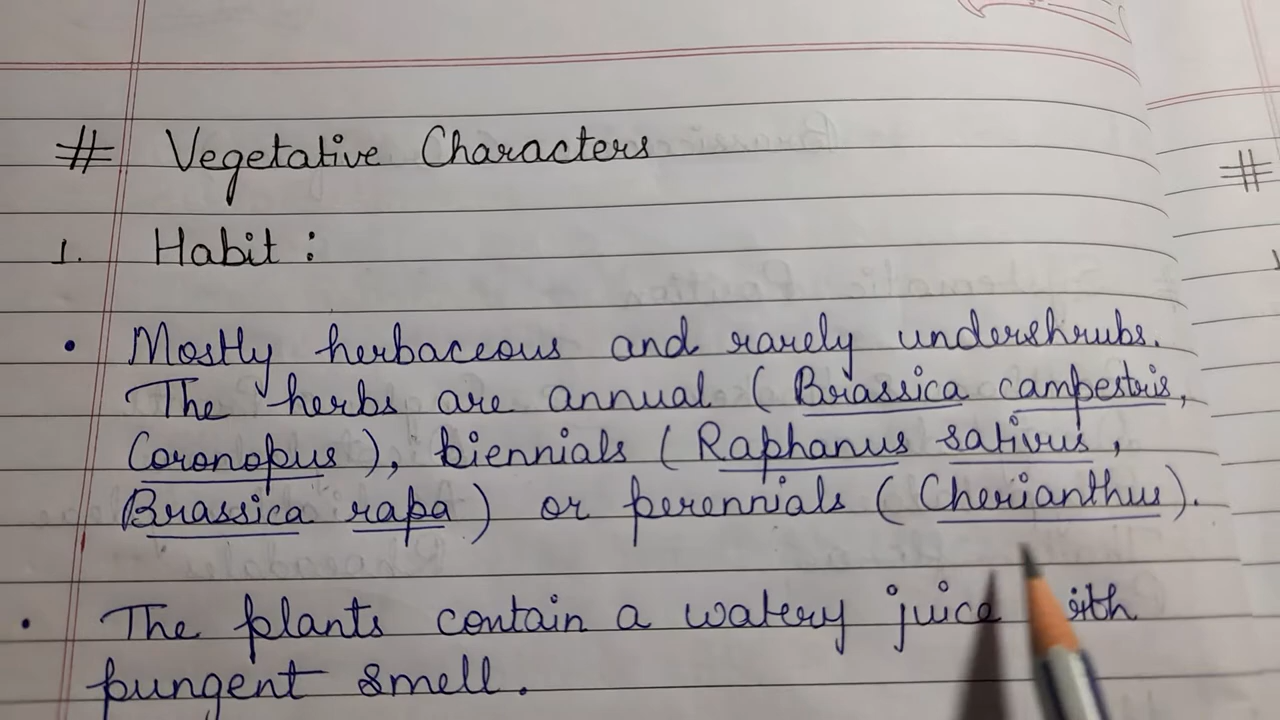 # Vegetative Characters
1. Habit :
• Mostly herbaceous and rarely undershrubs.
The herbs are annual ( Brassica campestris,
Coronopus ), biennials ( Raphanus sativus ,
Brassica rapa ) or perennials ( Cherianthus ).
• The plants contain a watery juice with
pungent smell.
#